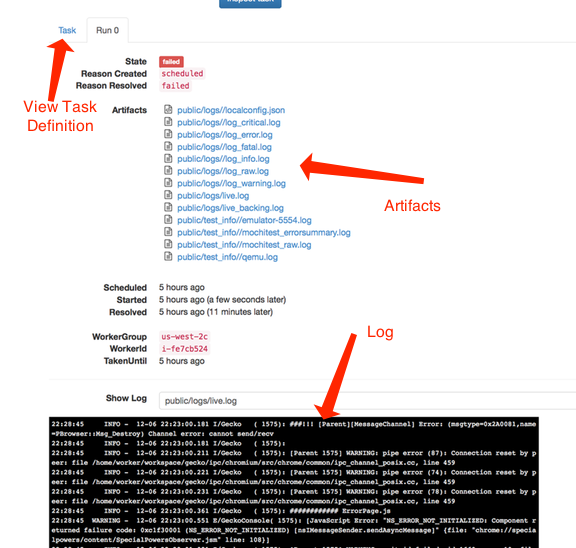 Inspect Task
Task
Run 0
State failed
Reason Created scheduled
Reason Resolved failed
View Task
Definition
Artifacts public/logs//localconfig.json
public/logs//log_critical.log
public/logs//log_error.log
public/logs//log_fatal.log
public/logs//log_info.log
public/logs//log_raw.log
public/logs//log_warning.log
public/logs/live.log
public/logs/live_backing.log
public/test_info//emulator-5554.log
public/test_info//mochitest_errorsummary.log
public/test_info//mochitest_raw.log
public/test_info//qemu.log
Artifacts
Scheduled 5 hours ago
Started 5 hours ago (a few seconds later)
Resolved 5 hours ago (11 minutes later)
Log
WorkerGroup us-west-2c
WorkerId i-fe7cb524
TakenUntil 5 hours ago
Show Log public/logs/live.log
22:28:45 INFO - 12-06 22:23:00.181 I/Gecko ( 1575): ###!!! [Parent][MessageChannel] Error: (msgtype=0x2A0081,name
=PBrowser::Msg_Destroy) Channel error: cannot send/recv
22:28:45 INFO - 12-06 22:23:00.181 I/Gecko ( 1575):
22:28:45 INFO - 12-06 22:23:00.211 I/Gecko ( 1575): [Parent 1575] WARNING: pipe error (87): Connection reset by p
eer: file /home/worker/workspace/gecko/ipc/chromium/src/chrome/common/ipc_channel_posix.cc, line 459
22:28:45 INFO - 12-06 22:23:00.221 I/Gecko ( 1575): [Parent 1575] WARNING: pipe error (74): Connection reset by p
eer: file /home/worker/workspace/gecko/ipc/chromium/src/chrome/common/ipc_channel_posix.cc, line 459
22:28:45 INFO - 12-06 22:23:00.231 I/Gecko ( 1575): [Parent 1575] WARNING: pipe error (78): Connection reset by p
eer: file /home/worker/workspace/gecko/ipc/chromium/src/chrome/common/ipc_channel_posix.cc, line 459
22:28:45 INFO - 12-06 22:23:00.361 I/Gecko ( 1575): ############ ErrorPage.js
22:28:45 WARNING - 12-06 22:23:00.551 E/GeckoConsole( 1575): [JavaScript Error: "NS_ERROR_NOT_INITIALIZED: Component r
eturned failure code: 0xc1f30001 (NS_ERROR_NOT_INITIALIZED) [nsIMessageSender.sendAsyncMessage]" {file: "chrome://specia
lpowers/content/SpecialPowersObserver.jsm" line: 108}]